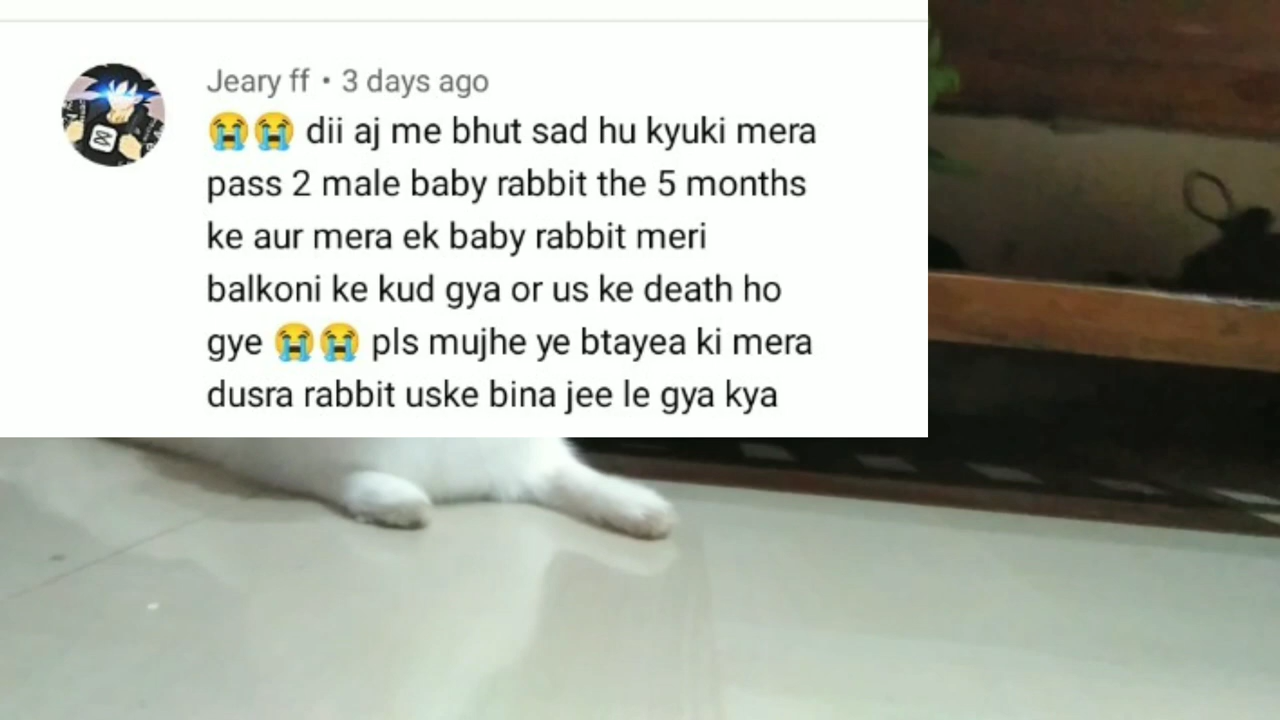 Jeary ff • 3 days ago
😭😭 dii aj me bhut sad hu kyuki mera
pass 2 male baby rabbit the 5 months
ke aur mera ek baby rabbit meri
balkoni ke kud gya or us ke death ho
gye 😭😭 pls mujhe ye btayea ki mera
dusra rabbit uske bina jee le gya kya